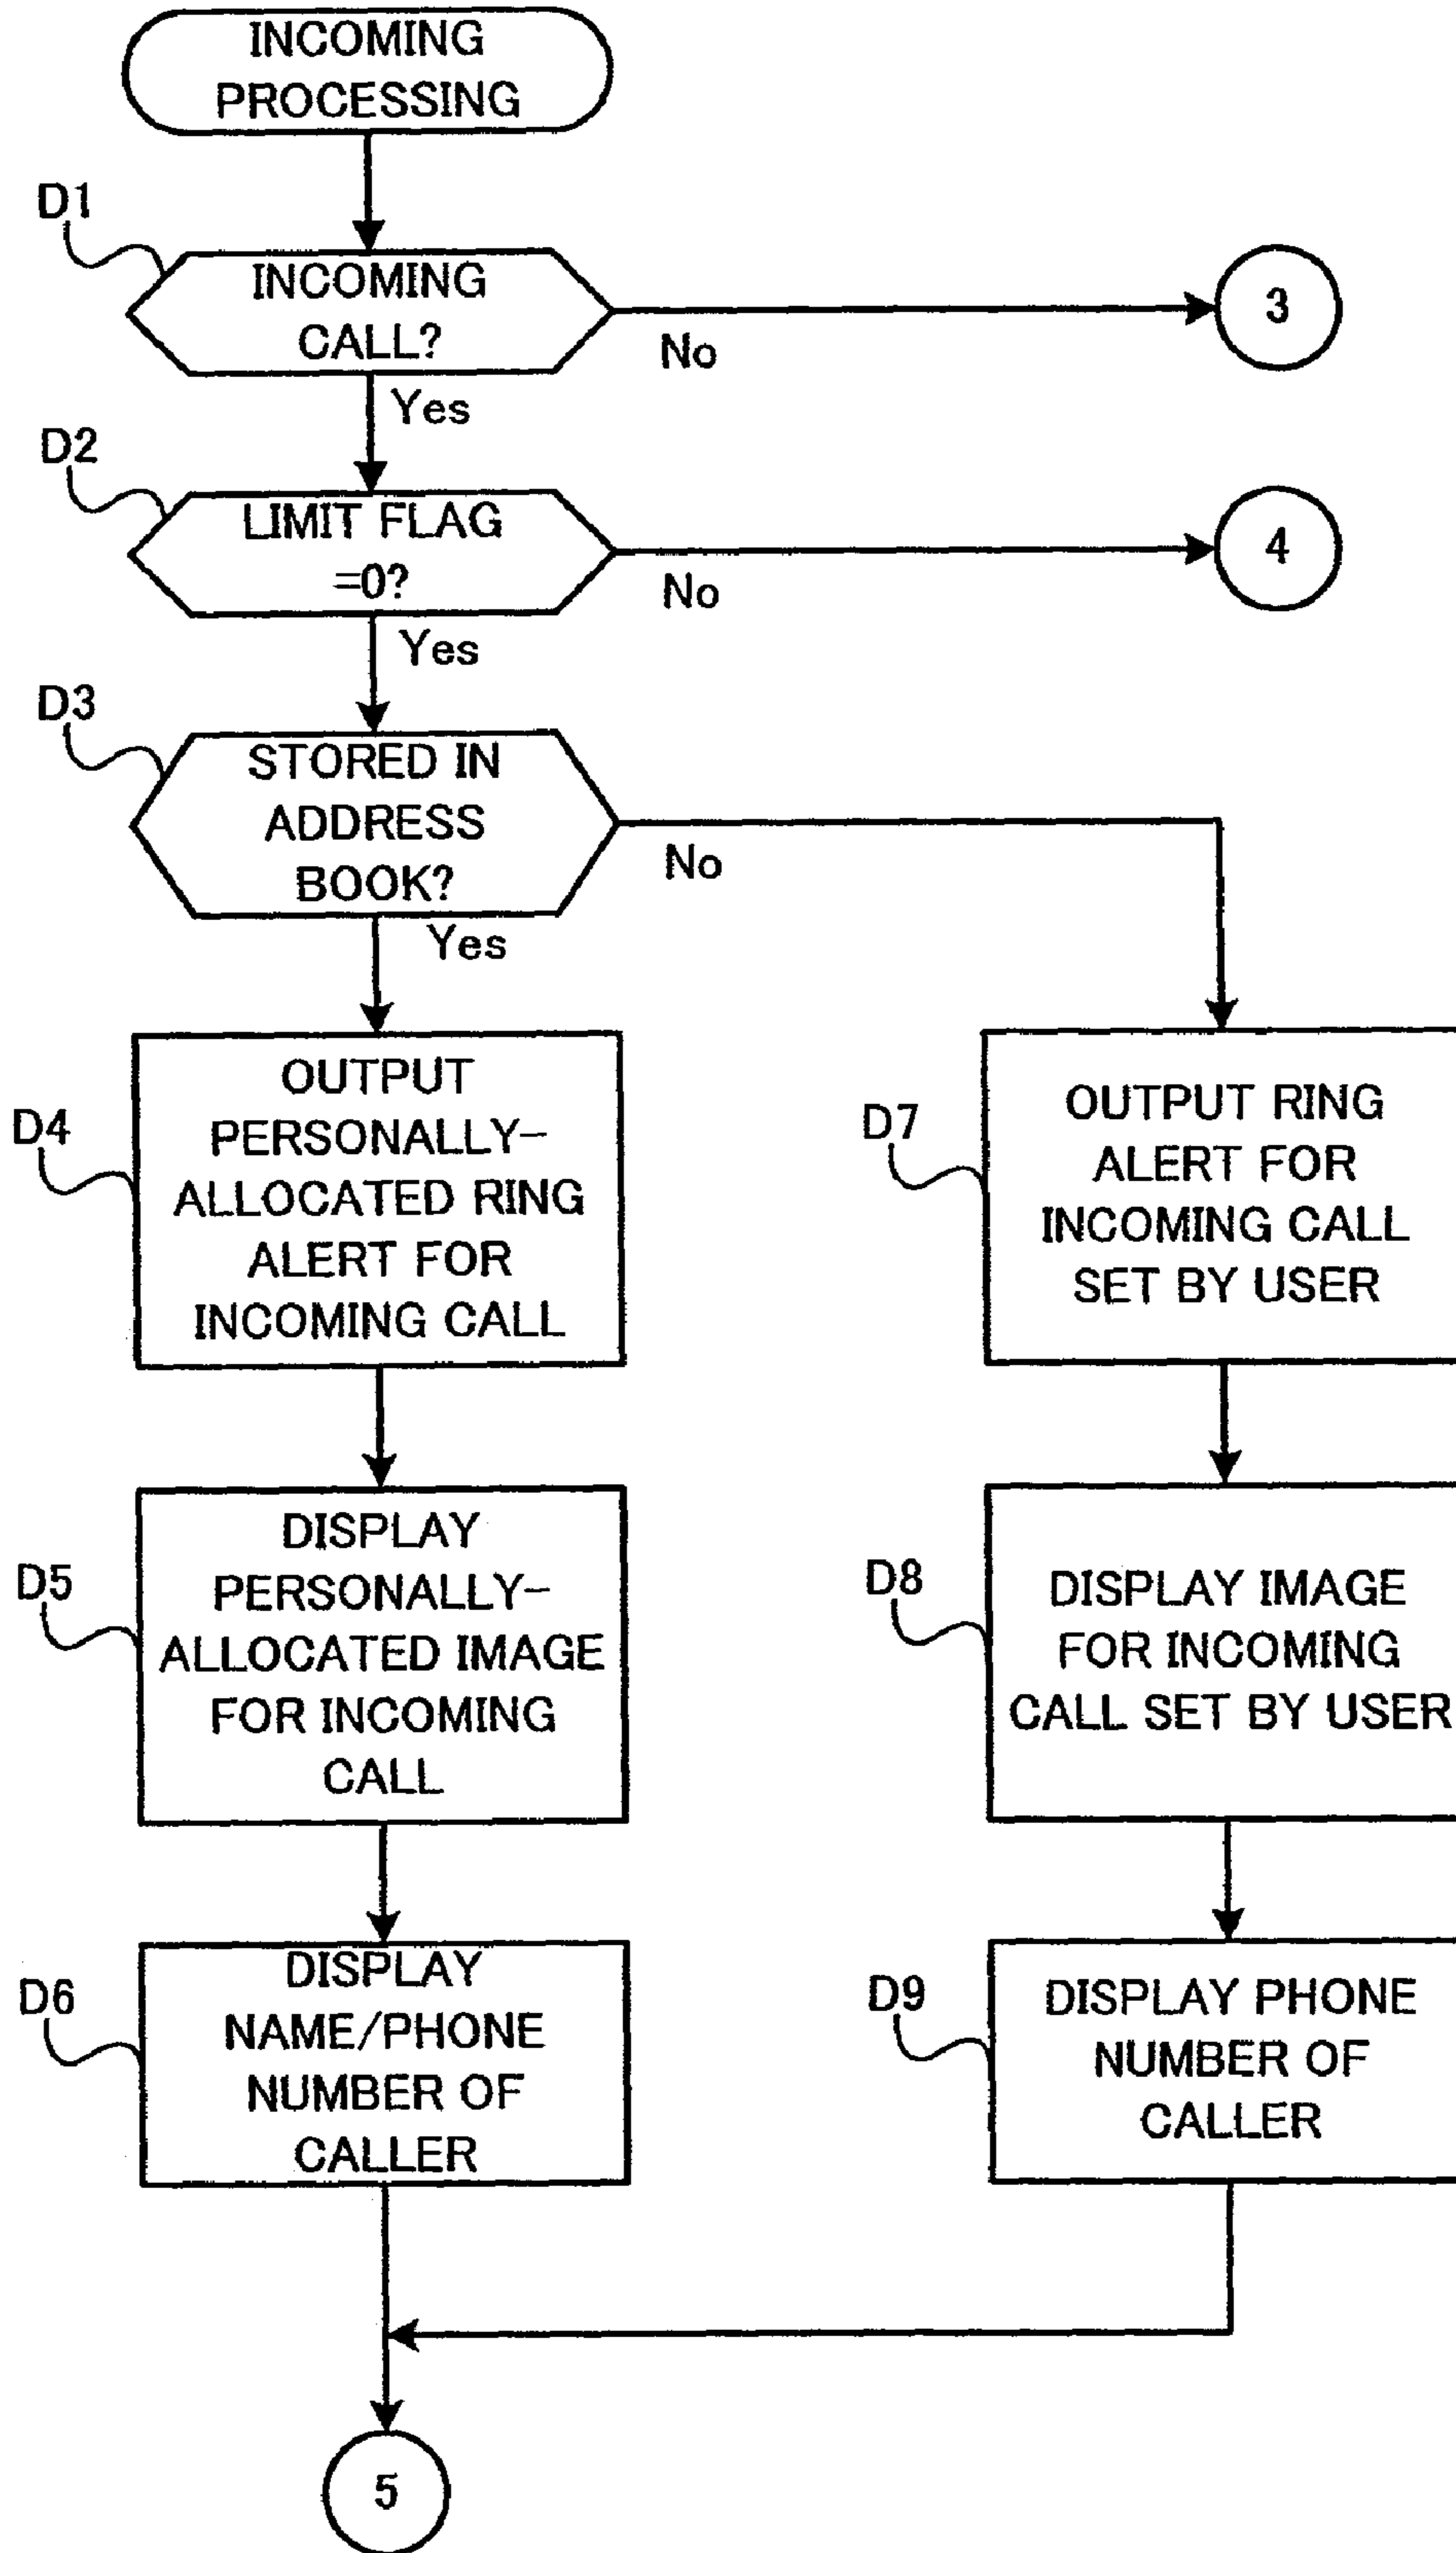 INCOMING
PROCESSING
D1
INCOMING
CALL?
No
3
Yes
D2
LIMIT FLAG
=0?
No
4
Yes
D3
STORED IN
ADDRESS
BOOK?
No
Yes
D4
OUTPUT
PERSONALLY-
ALLOCATED RING
ALERT FOR
INCOMING CALL
D7
OUTPUT RING
ALERT FOR
INCOMING CALL
SET BY USER
D5
DISPLAY
PERSONALLY-
ALLOCATED IMAGE
FOR INCOMING
CALL
D8
DISPLAY IMAGE
FOR INCOMING
CALL SET BY USER
D6
DISPLAY
NAME/PHONE
NUMBER OF
CALLER
D9
DISPLAY PHONE
NUMBER OF
CALLER
5